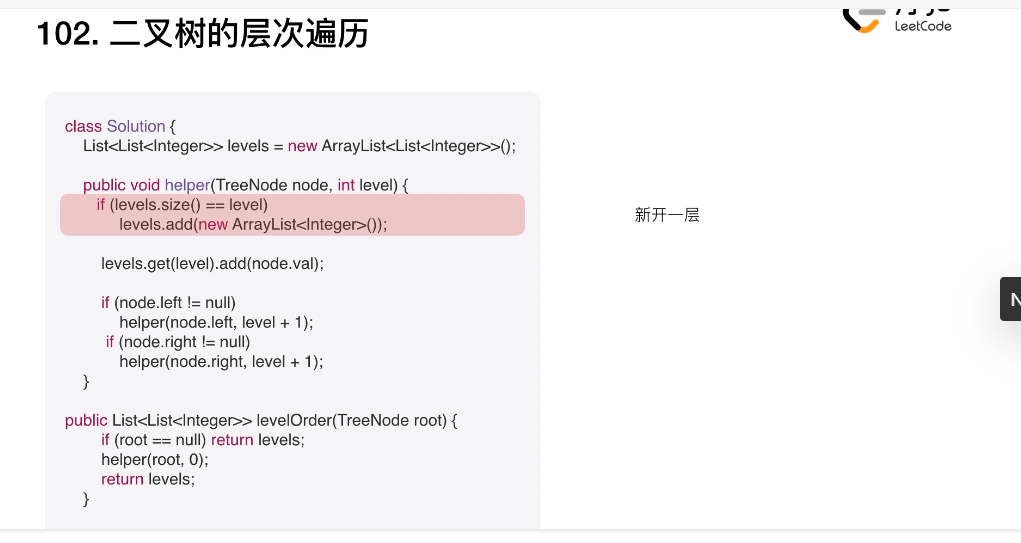 102. 二叉树的层次遍历
LeetCode
class Solution {
List<List<Integer>> levels = new ArrayList<List<Integer>>();
public void helper(TreeNode node, int level) {
if (levels.size() == level)
levels.add(new ArrayList<Integer>());
新开一层
levels.get(level).add(node.val);
if (node.left != null)
helper(node.left, level + 1);
if (node.right != null)
helper(node.right, level + 1);
}
public List<List<Integer>> levelOrder(TreeNode root) {
if (root == null) return levels;
helper(root, 0);
return levels;
}